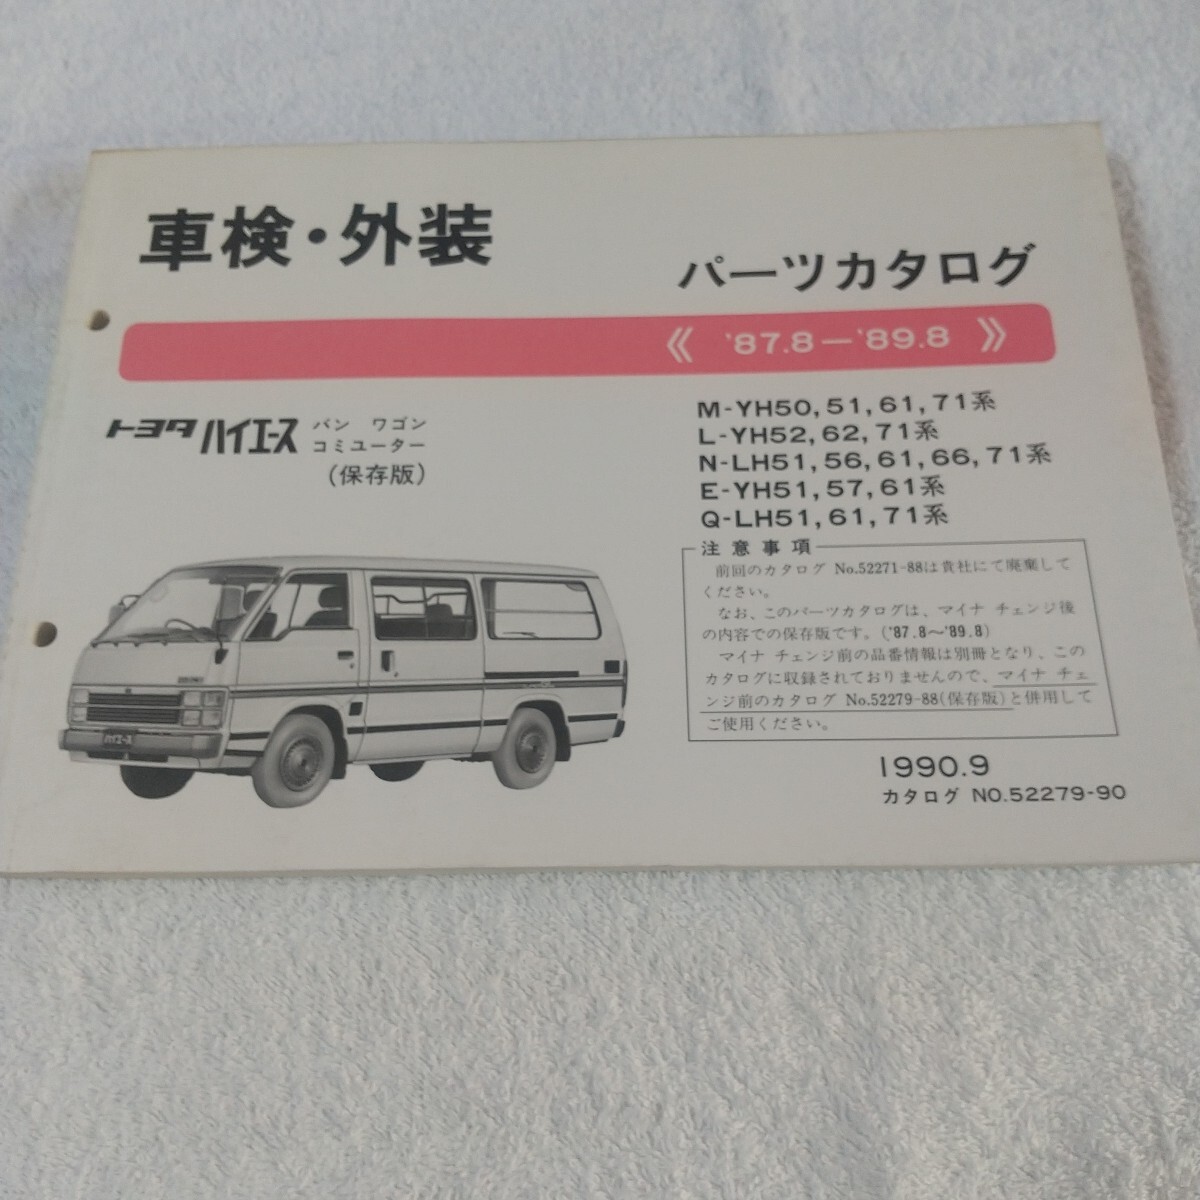 車検・外装
パーツカタログ
《 '87.8－'89.8 》
トヨタ ハイエース バン ワゴン
コミューター
(保存版)
M-YH50, 51, 61, 71系
L-YH52, 62, 71系
N-LH51, 56, 61, 66, 71系
E-YH51, 57, 61系
Q-LH51, 61, 71系
注意事項
前回のカタログ No.52271-88は貴社にて廃棄して
ください。
なお、このパーツカタログは、マイナ チェンジ後
の内容での保存版です。('87.8～'89.8)
マイナ チェンジ前の品番情報は別冊となり、この
カタログに収録されておりませんので、マイナ チェ
ンジ前のカタログ No.52279-88(保存版)と併用して
ご使用ください。
ハイエース
1990.9
カタログ NO.52279-90